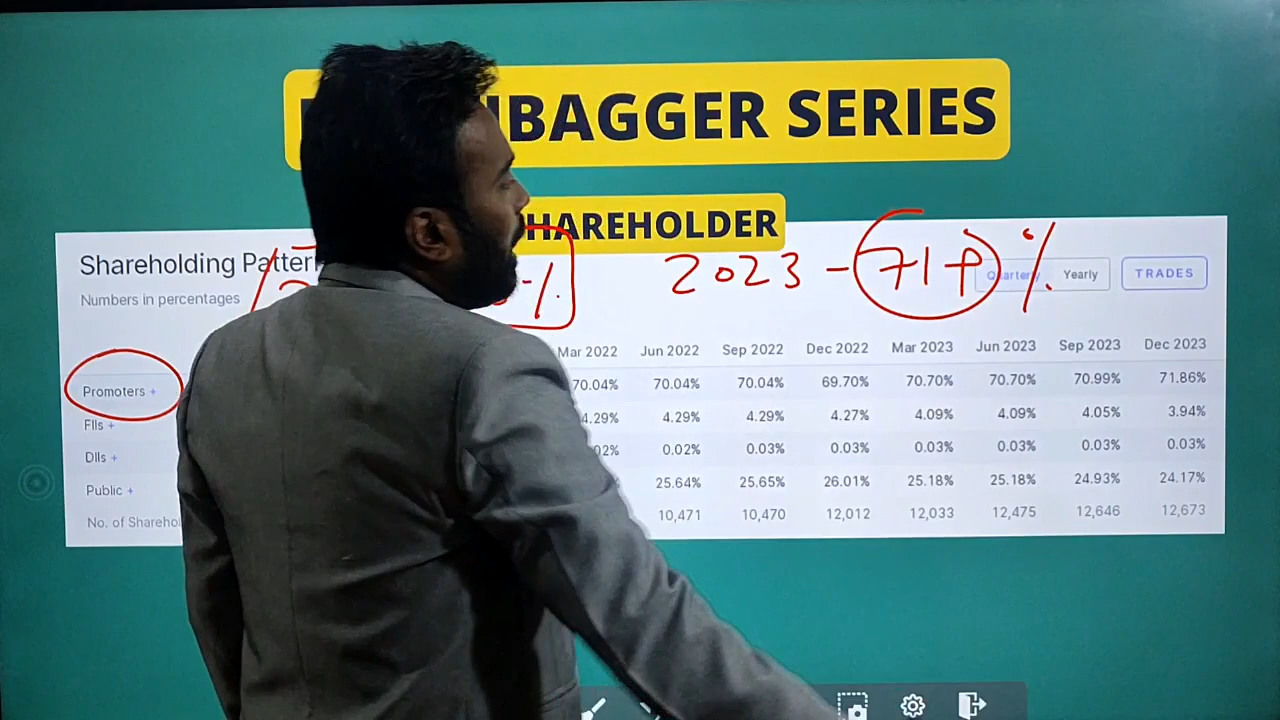 BAGGER SERIES
SHAREHOLDER
Shareholding Pattern
2023 - 71+ %
Numbers in percentages
Quarterly Yearly TRADES
Mar 2022 Jun 2022 Sep 2022 Dec 2022 Mar 2023 Jun 2023 Sep 2023 Dec 2023
Promoters + 70.04% 70.04% 70.04% 69.70% 70.70% 70.70% 70.99% 71.86%
FIIs + 4.29% 4.29% 4.29% 4.27% 4.09% 4.09% 4.05% 3.94%
DIIs + 0.02% 0.03% 0.03% 0.03% 0.03% 0.03% 0.03%
Public + 25.64% 25.65% 26.01% 25.18% 25.18% 24.93% 24.17%
No. of 10,471 10,470 12,012 12,033 12,475 12,646 12,673